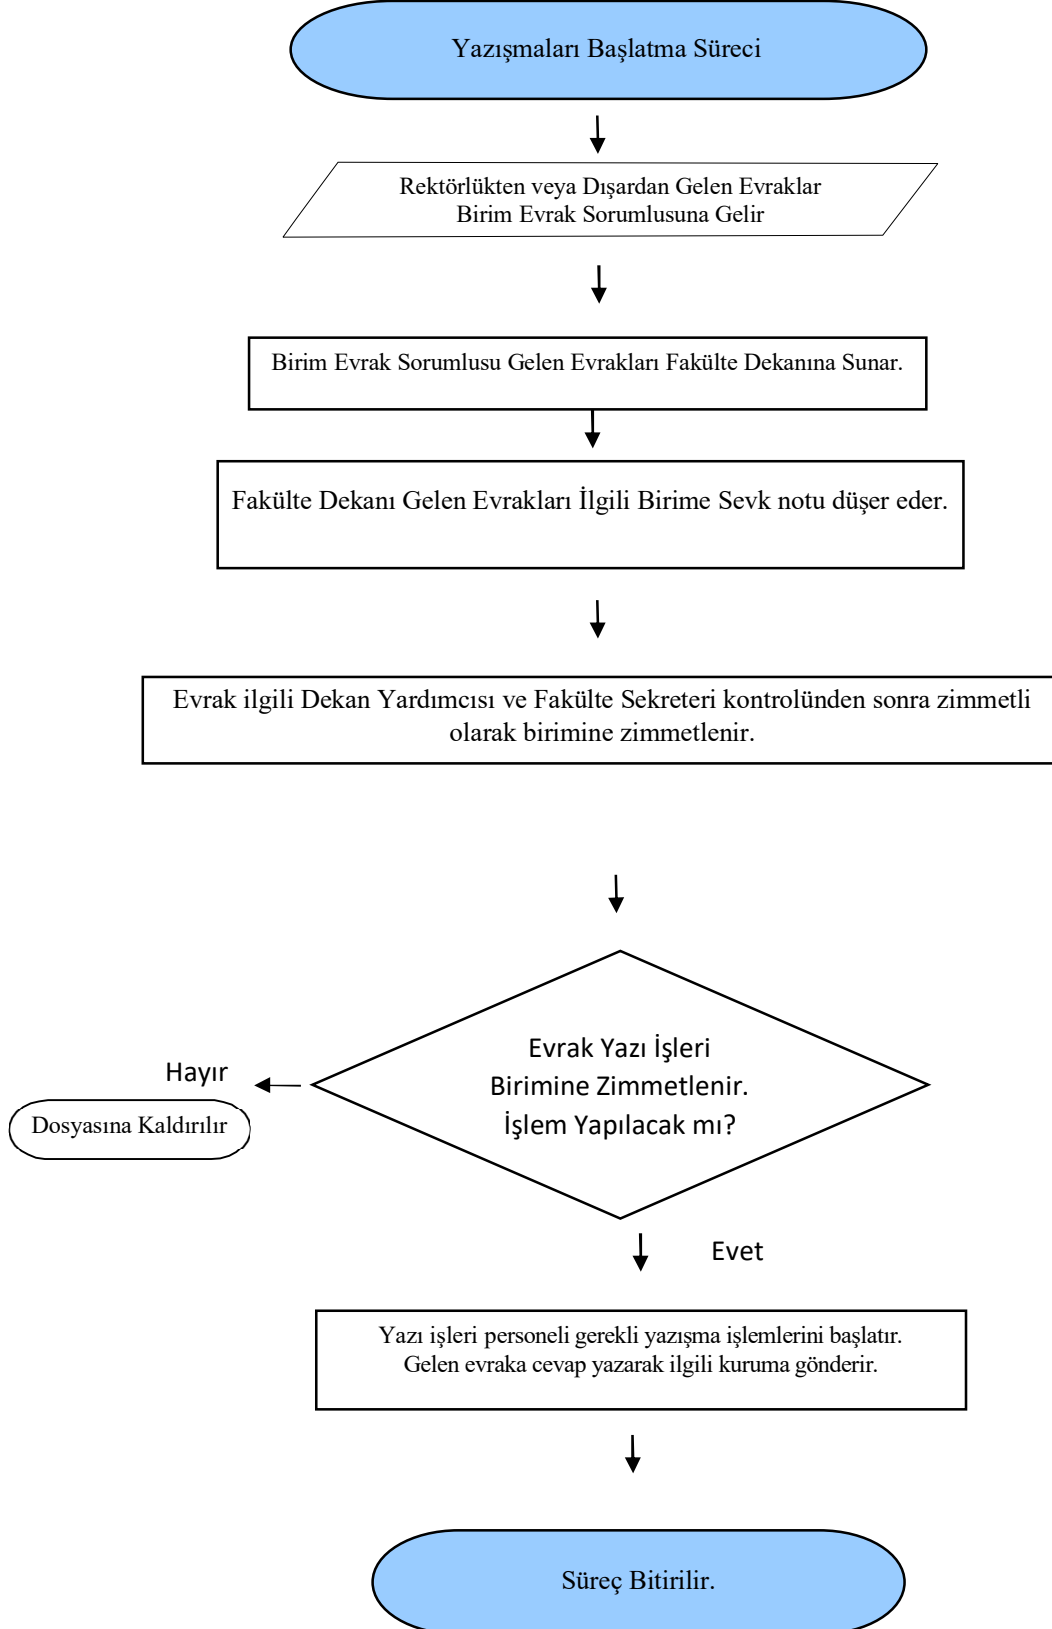 Yazışmaları Başlatma Süreci
Rektörlükten veya Dışardan Gelen Evraklar
Birim Evrak Sorumlusuna Gelir
Birim Evrak Sorumlusu Gelen Evrakları Fakülte Dekanına Sunar.
Fakülte Dekanı Gelen Evrakları İlgili Birime Sevk notu düşer eder.
Evrak ilgili Dekan Yardımcısı ve Fakülte Sekreteri kontrolünden sonra zimmetli
olarak birimine zimmetlenir.
Evrak Yazı İşleri
Birimine Zimmetlenir.
İşlem Yapılacak mı?
Hayır
Dosyasına Kaldırılır
Evet
Yazı işleri personeli gerekli yazışma işlemlerini başlatır.
Gelen evraka cevap yazarak ilgili kuruma gönderir.
Süreç Bitirilir.